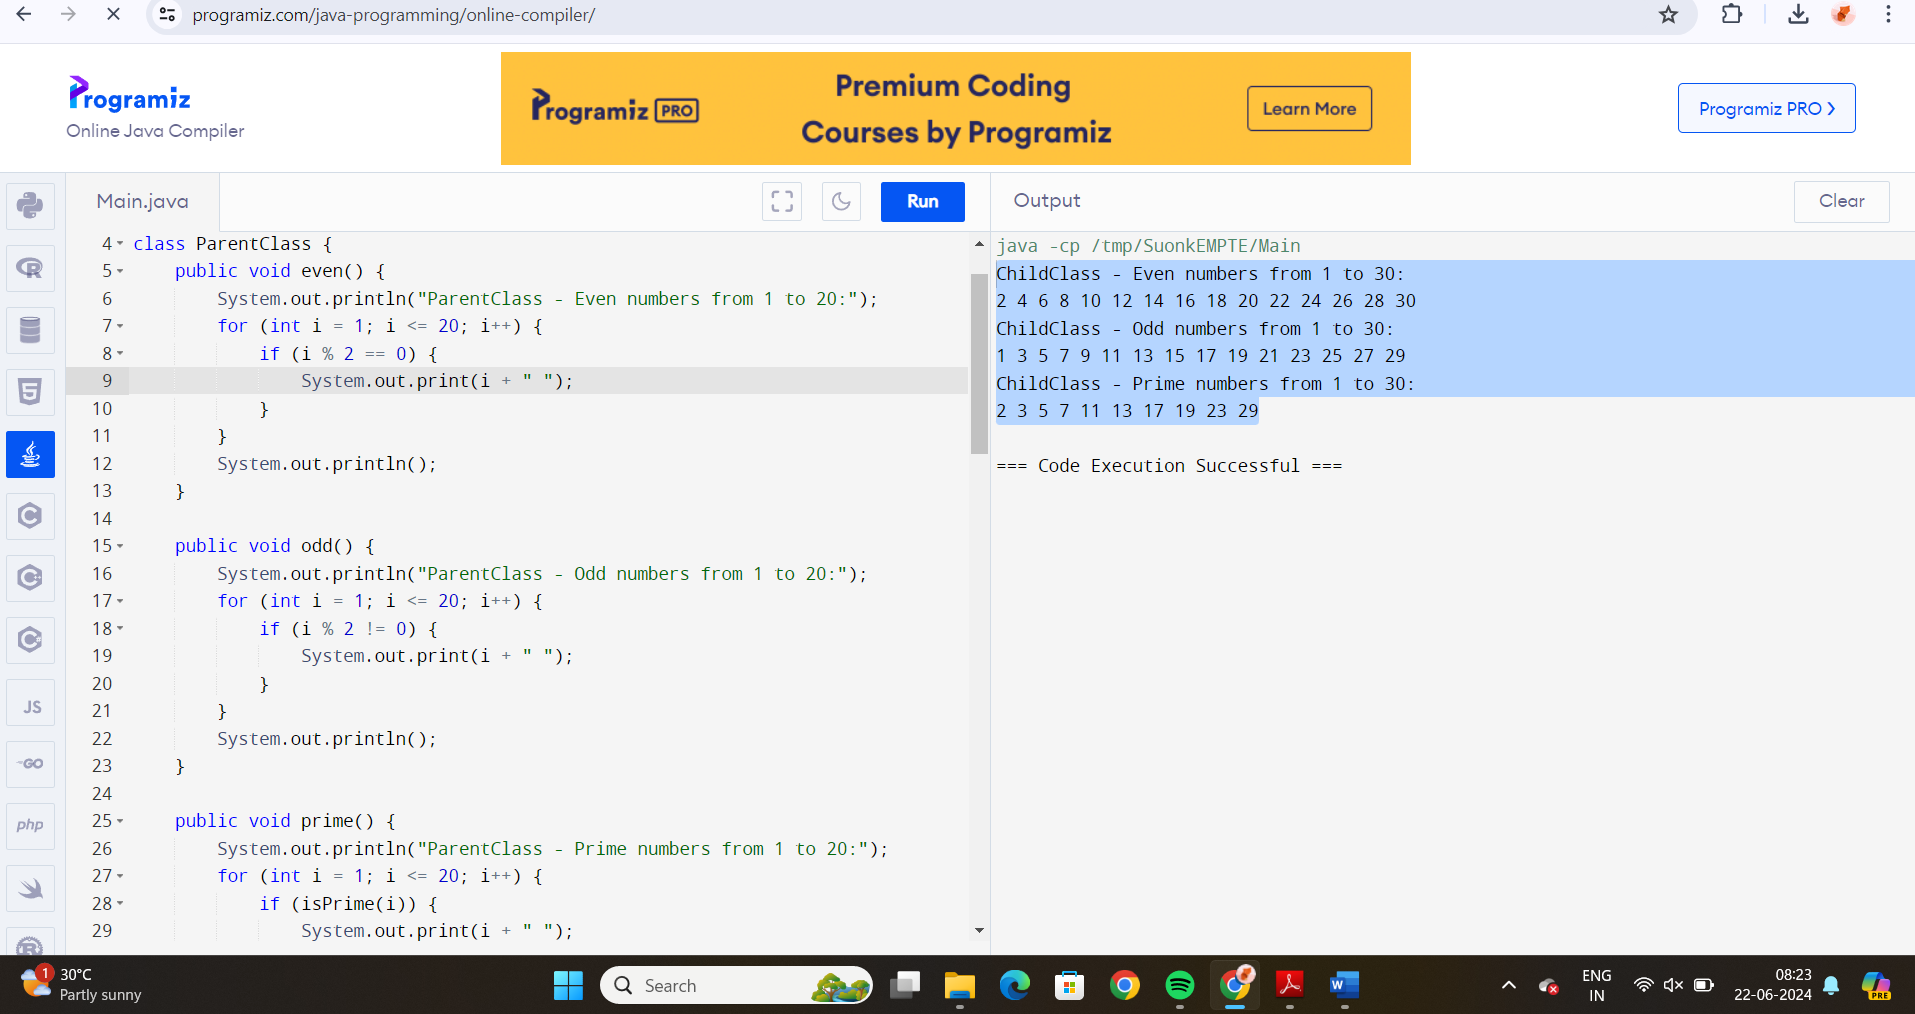 programiz.com/java-programming/online-compiler/
Programiz
Online Java Compiler
Programiz PRO
Premium Coding
Courses by Programiz
Learn More
Programiz PRO
Main.java
Run
Output
Clear
4 class ParentClass {
5     public void even() {
6         System.out.println("ParentClass - Even numbers from 1 to 20:");
7         for (int i = 1; i <= 20; i++) {
8             if (i % 2 == 0) {
9                 System.out.print(i + " ");
10             }
11         }
12         System.out.println();
13     }
14
15     public void odd() {
16         System.out.println("ParentClass - Odd numbers from 1 to 20:");
17         for (int i = 1; i <= 20; i++) {
18             if (i % 2 != 0) {
19                 System.out.print(i + " ");
20             }
21         }
22         System.out.println();
23     }
24
25     public void prime() {
26         System.out.println("ParentClass - Prime numbers from 1 to 20:");
27         for (int i = 1; i <= 20; i++) {
28             if (isPrime(i)) {
29                 System.out.print(i + " ");
java -cp /tmp/SuonkEMPTE/Main
ChildClass - Even numbers from 1 to 30:
2 4 6 8 10 12 14 16 18 20 22 24 26 28 30
ChildClass - Odd numbers from 1 to 30:
1 3 5 7 9 11 13 15 17 19 21 23 25 27 29
ChildClass - Prime numbers from 1 to 30:
2 3 5 7 11 13 17 19 23 29
=== Code Execution Successful ===
R
5
C
C
C
JS
GO
php
R
1
30°C
Partly sunny
Search
W
ENG
IN
08:23
22-06-2024
PRE